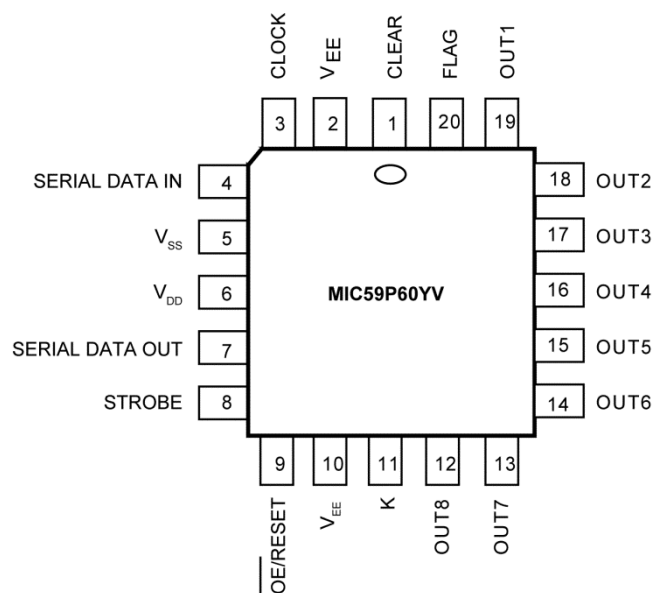 CLOCK
VEE
CLEAR
FLAG
OUT1
3
2
1
20
19
SERIAL DATA IN
4
18
OUT2
VSS
5
17
OUT3
VDD
6
MIC59P60YV
16
OUT4
SERIAL DATA OUT
7
15
OUT5
STROBE
8
14
OUT6
9
10
11
12
13
OE/RESET
VEE
K
OUT8
OUT7